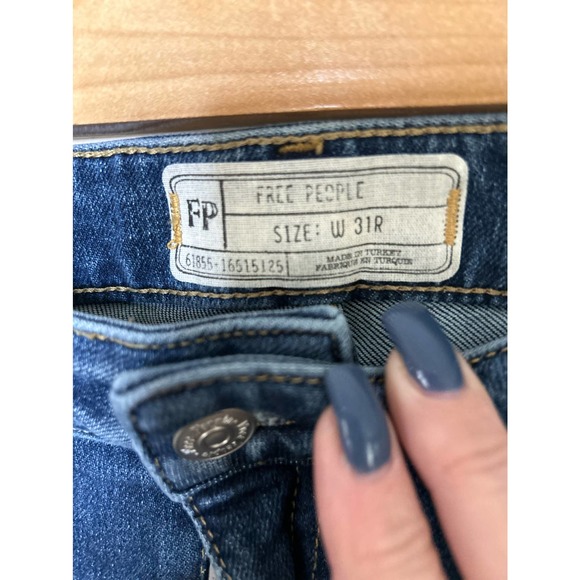 FP
FREE PEOPLE
SIZE: W 31R
61855-16515125
MADE IN TURKEY
FABRIQUE EN TURQUIE